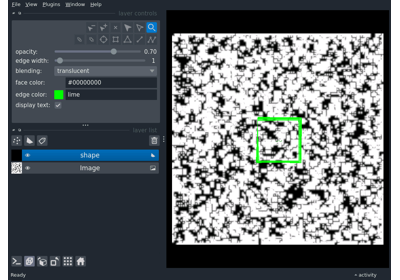 File View Plugins Window Help
layer controls
opacity: 0.70
edge width: 1
blending: translucent
face color: #00000000
edge color: lime
display text:
layer list
shape
Image
Ready
activity